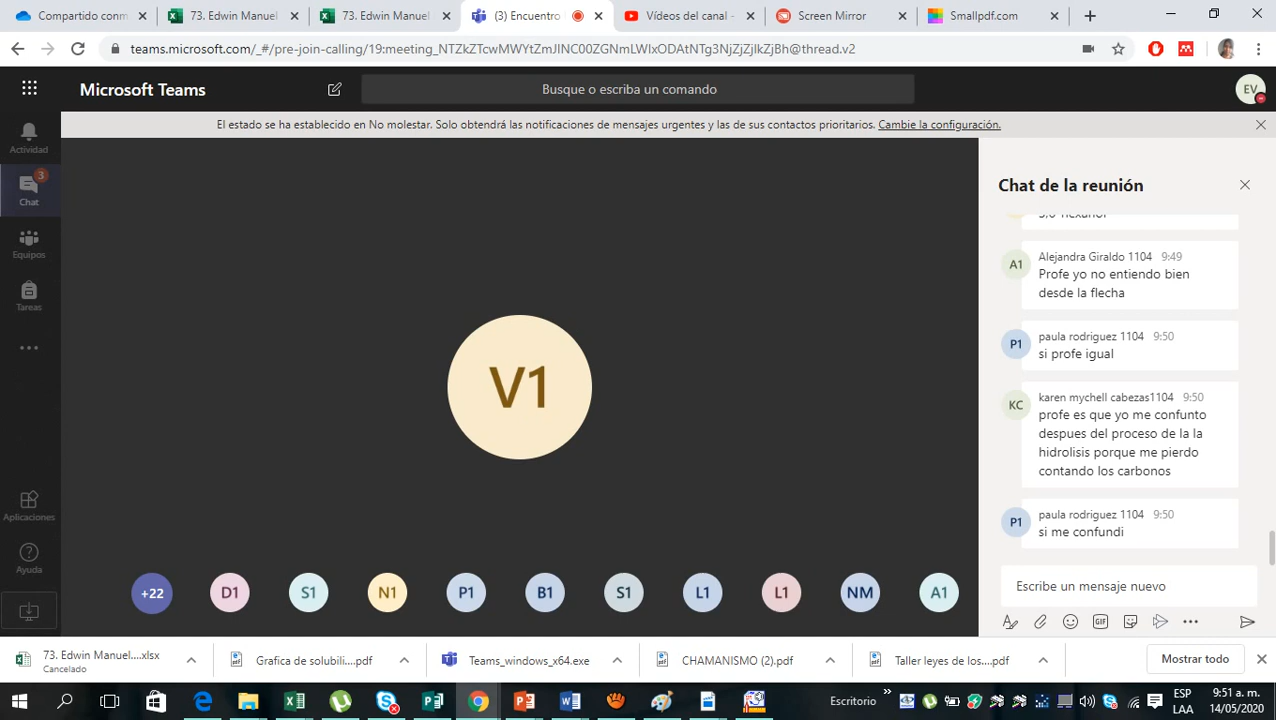 Compartido conm
73. Edwin Manuel
73. Edwin Manuel
(3) Encuentro
Vídeos del canal -
Screen Mirror
Smallpdf.com
teams.microsoft.com/_#/pre-join-calling/19:meeting_NTZkZTcwMWYtZmJlNC00ZGNmLWIxODAtNTg3NjZjZjlkZjBh@thread.v2
Microsoft Teams
Busque o escriba un comando
EV
El estado se ha establecido en No molestar. Solo obtendrá las notificaciones de mensajes urgentes y las de sus contactos prioritarios. Cambie la configuración.
Actividad
3
Chat
Equipos
Tareas
Aplicaciones
Ayuda
V1
+22
D1
S1
N1
P1
B1
S1
L1
L1
NM
A1
Chat de la reunión
A1
Alejandra Giraldo 1104 9:49
Profe yo no entiendo bien
desde la flecha
P1
paula rodriguez 1104 9:50
si profe igual
KC
karen mychell cabezas1104 9:50
profe es que yo me confunto
despues del proceso de la la
hidrolisis porque me pierdo
contando los carbonos
P1
paula rodriguez 1104 9:50
si me confundi
Escribe un mensaje nuevo
GIF
73. Edwin Manuel....xlsx
Cancelado
Grafica de solubili....pdf
Teams_windows_x64.exe
CHAMANISMO (2).pdf
Taller leyes de los....pdf
Mostrar todo
Escritorio
ESP
LAA
9:51 a. m.
14/05/2020